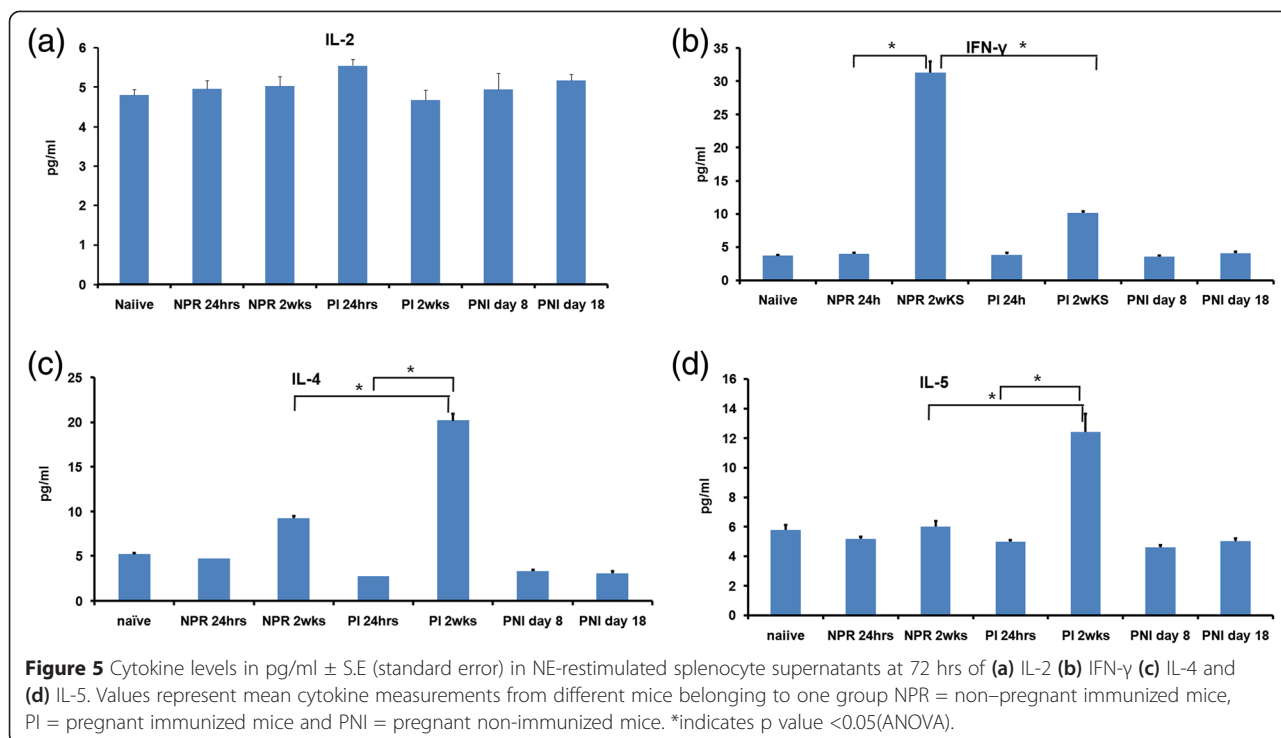 (a)
IL-2
6
5
4
3
2
1
0
pg/ml
Naiive NPR 24hrs NPR 2wks PI 24hrs PI 2wks PNI day 8 PNI day 18
(b)
* IFN-γ *
35
30
25
20
15
10
5
0
pg/ml
Naiive NPR 24h NPR 2wKS PI 24h PI 2wKS PNI day 8 PNI day 18
(c)
IL-4
*
*
25
20
15
10
5
0
pg/ml
naïve NPR 24hrs NPR 2wks PI 24hrs PI 2wks PNI day 8 PNI day 18
(d)
IL-5
*
*
16
14
12
10
8
6
4
2
0
pg/ml
naiive NPR 24hrs NPR 2wks PI 24hrs PI 2wks PNI day 8 PNI day 18
Figure 5 Cytokine levels in pg/ml ± S.E (standard error) in NE-restimulated splenocyte supernatants at 72 hrs of (a) IL-2 (b) IFN-γ (c) IL-4 and
(d) IL-5. Values represent mean cytokine measurements from different mice belonging to one group NPR = non–pregnant immunized mice,
PI = pregnant immunized mice and PNI = pregnant non-immunized mice. *indicates p value <0.05(ANOVA).